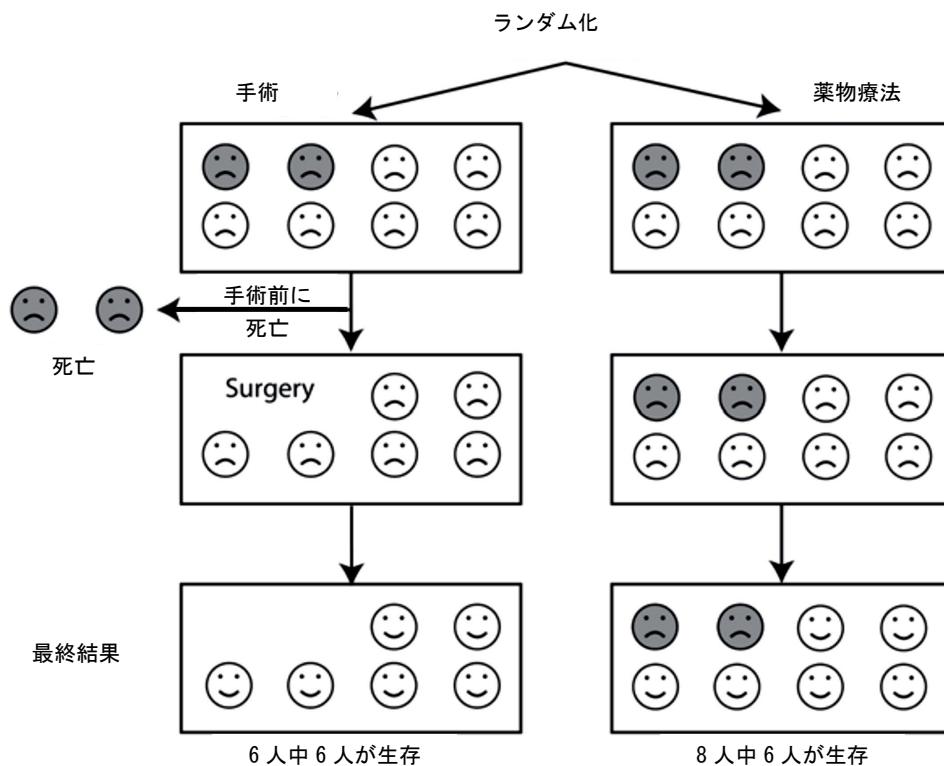 ランダム化
手術
薬物療法
手術前に
死亡
死亡
Surgery
最終結果
6人中6人が生存
8人中6人が生存